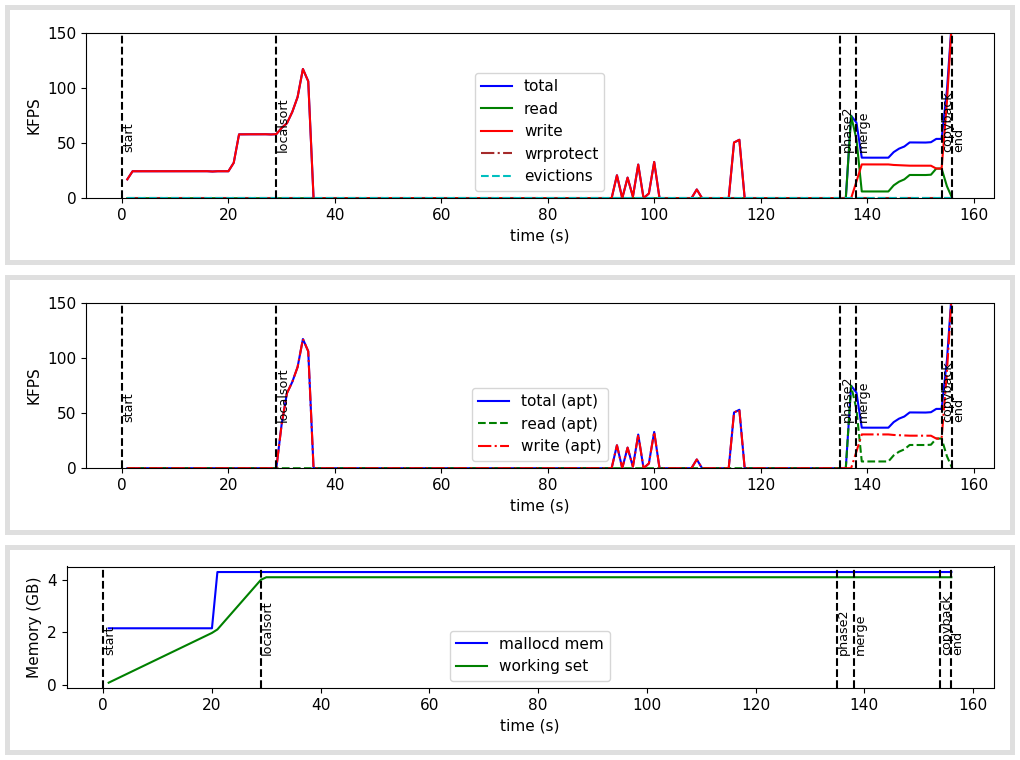 150
100
50
0
KFPS
start
localsort
phase2
merge
copyback
end
total
read
write
wrprotect
evictions
0 20 40 60 80 100 120 140 160
time (s)
150
100
50
0
KFPS
start
localsort
phase2
merge
copyback
end
total (apt)
read (apt)
write (apt)
0 20 40 60 80 100 120 140 160
time (s)
4
2
0
Memory (GB)
start
localsort
phase2
merge
copyback
end
mallocd mem
working set
0 20 40 60 80 100 120 140 160
time (s)